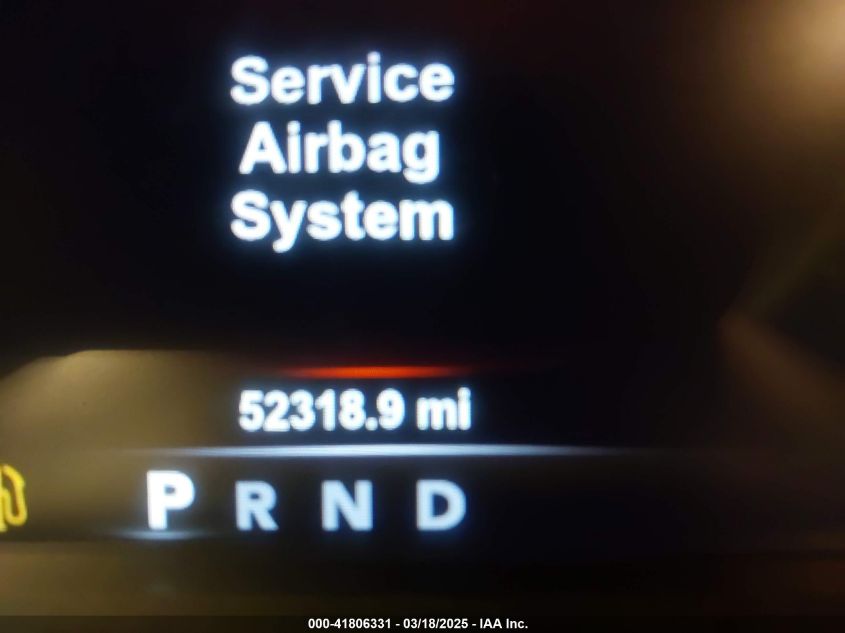 Service
Airbag
System
52318.9 mi
P R N D
000-41806331 - 03/18/2025 - IAA Inc.